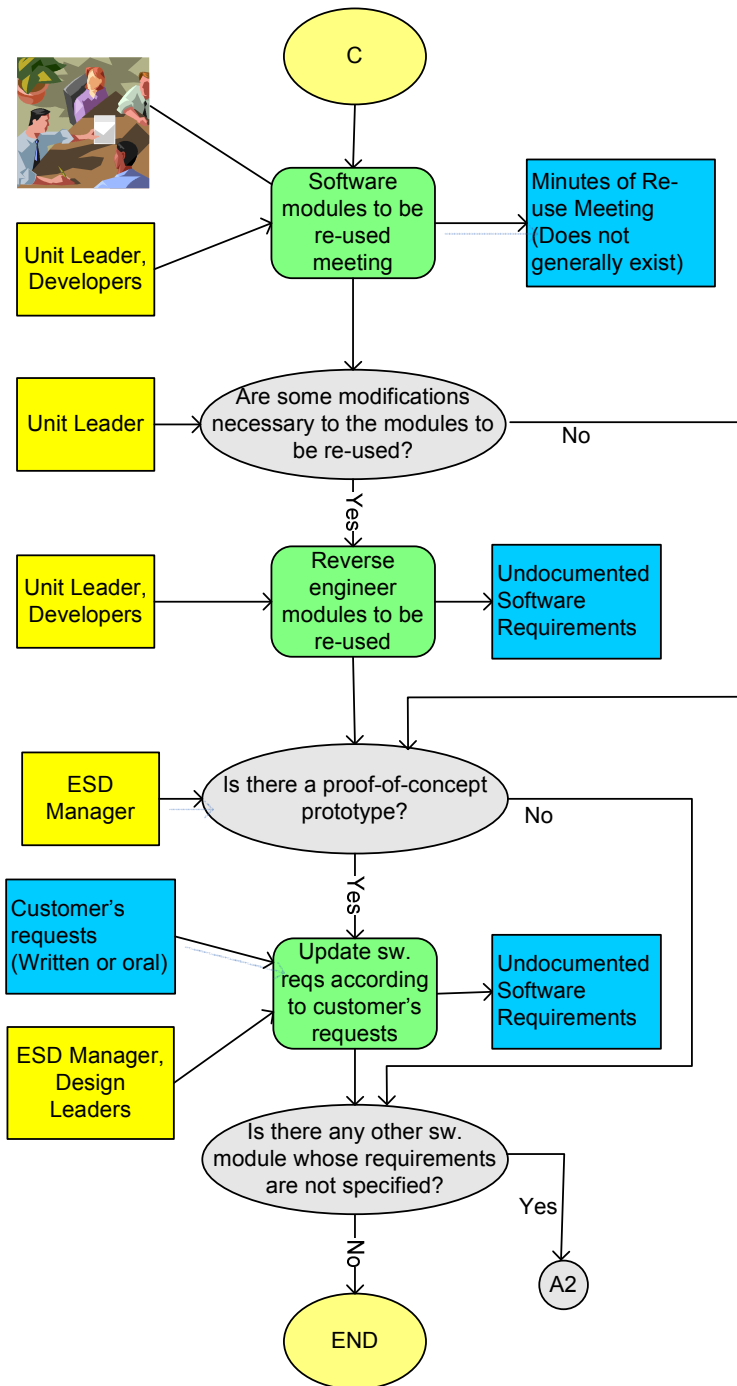 C
Software
modules to be
re-used
meeting
Minutes of Re-
use Meeting
(Does not
generally exist)
Unit Leader,
Developers
Are some modifications
necessary to the modules to
be re-used?
Unit Leader
No
Yes
Reverse
engineer
modules to be
re-used
Unit Leader,
Developers
Undocumented
Software
Requirements
Is there a proof-of-concept
prototype?
ESD
Manager
No
Yes
Customer's
requests
(Written or oral)
Update sw.
reqs according
to customer's
requests
Undocumented
Software
Requirements
ESD Manager,
Design
Leaders
Is there any other sw.
module whose requirements
are not specified?
Yes
No
A2
END